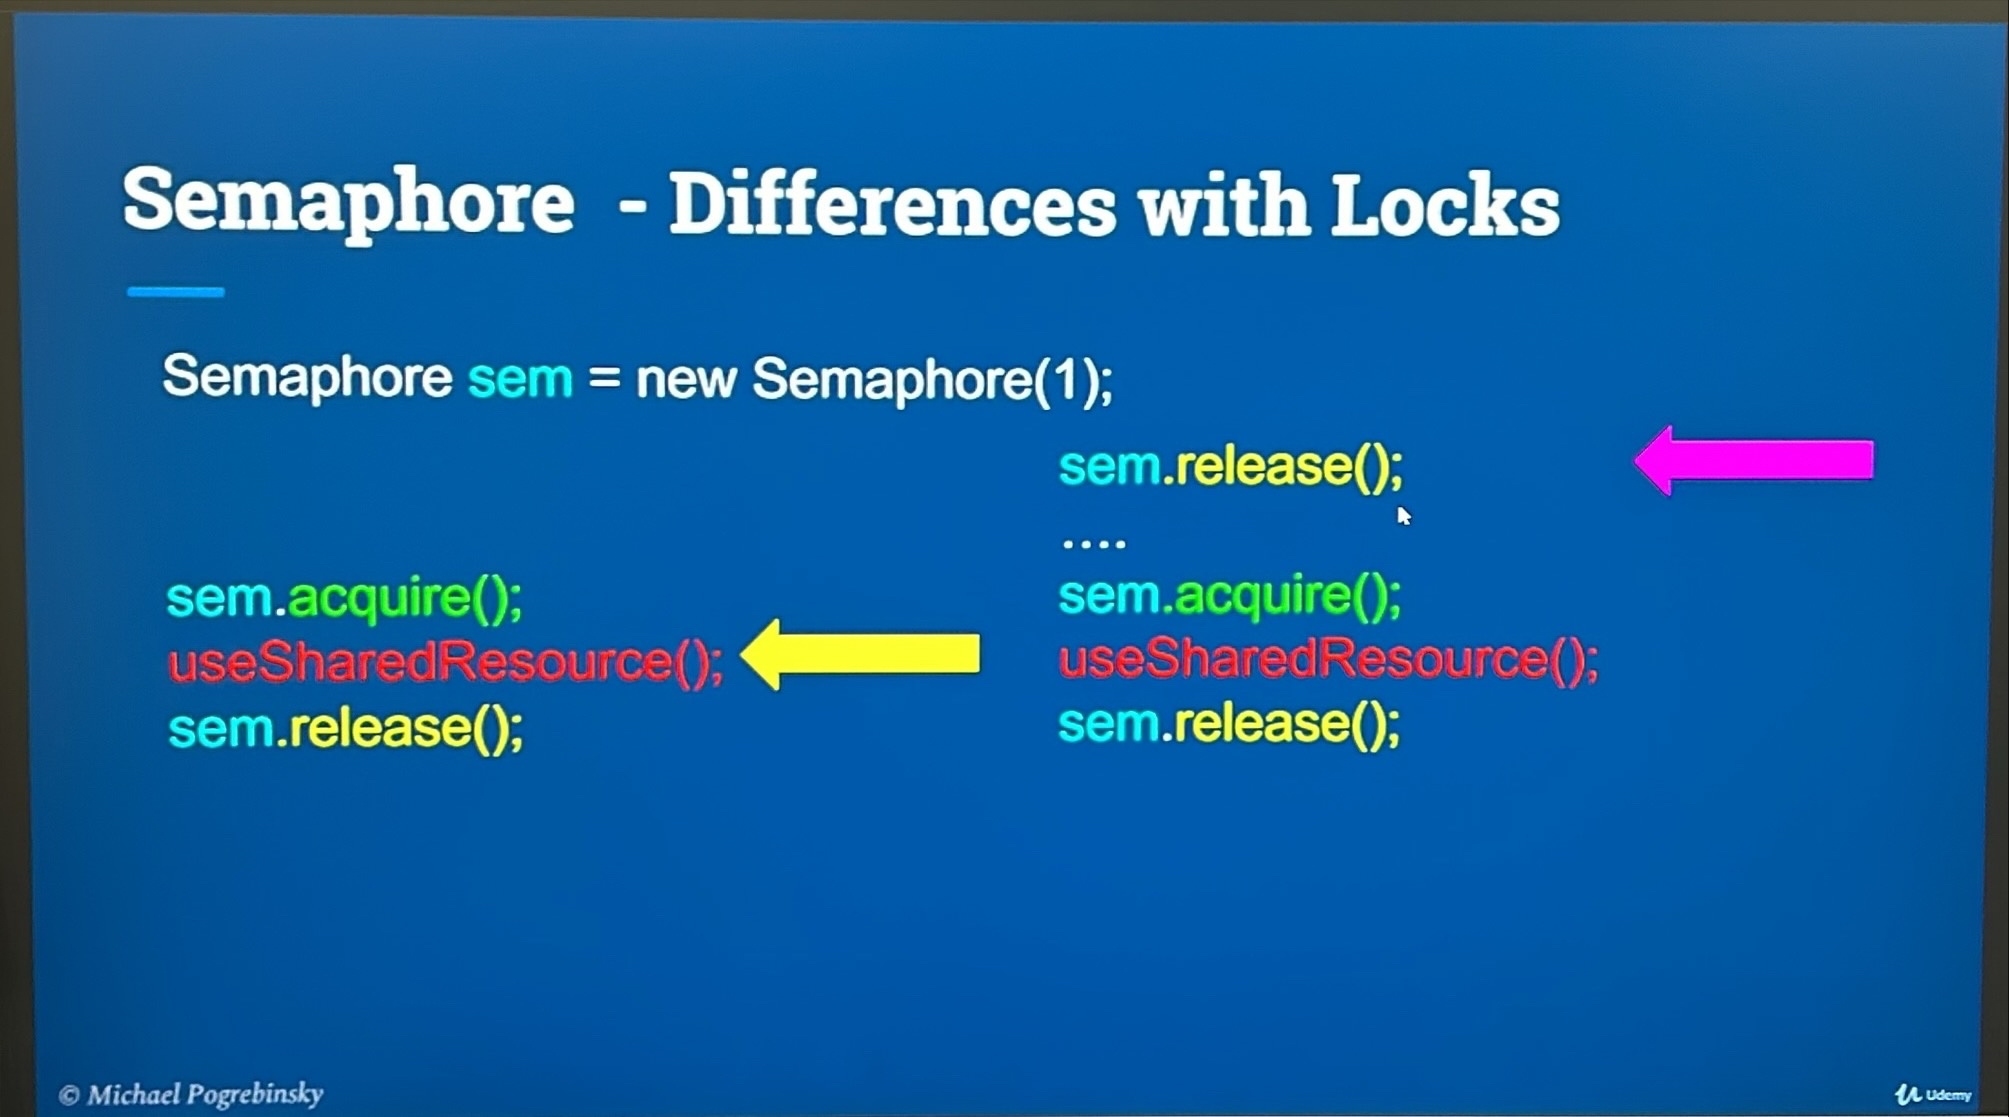 Semaphore - Differences with Locks
Semaphore sem = new Semaphore(1);
sem.acquire();
useSharedResource();
sem.release();
sem.release();
....
sem.acquire();
useSharedResource();
sem.release();
© Michael Pogrebinsky
Udemy